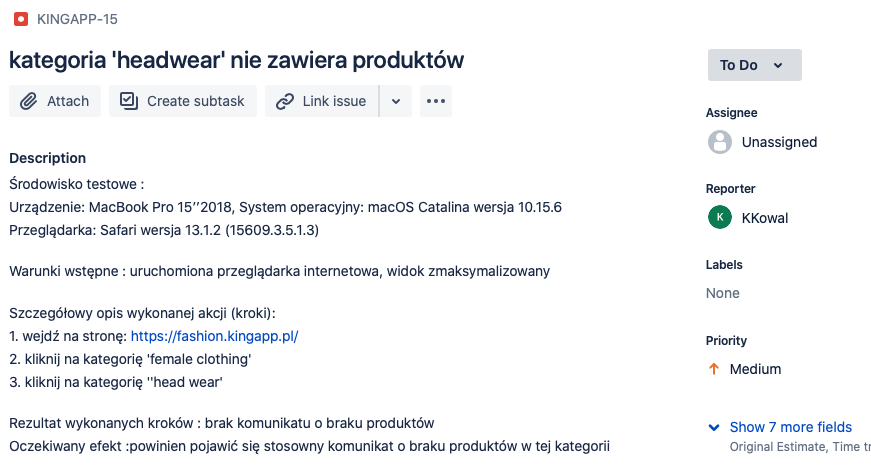 KINGAPP-15
kategoria 'headwear' nie zawiera produktów
To Do
Attach
Create subtask
Link issue
Assignee
Unassigned
Description
Środowisko testowe :
Urządzenie: MacBook Pro 15’’2018, System operacyjny: macOS Catalina wersja 10.15.6
Przeglądarka: Safari wersja 13.1.2 (15609.3.5.1.3)
Reporter
K
KKowal
Warunki wstępne : uruchomiona przeglądarka internetowa, widok zmaksymalizowany
Labels
None
Szczegółowy opis wykonanej akcji (kroki):
1. wejdź na stronę: https://fashion.kingapp.pl/
2. kliknij na kategorię 'female clothing'
3. kliknij na kategorię ''head wear'
Priority
Medium
Rezultat wykonanych kroków : brak komunikatu o braku produktów
Oczekiwany efekt :powinien pojawić się stosowny komunikat o braku produktów w tej kategorii
Show 7 more fields
Original Estimate, Time tr